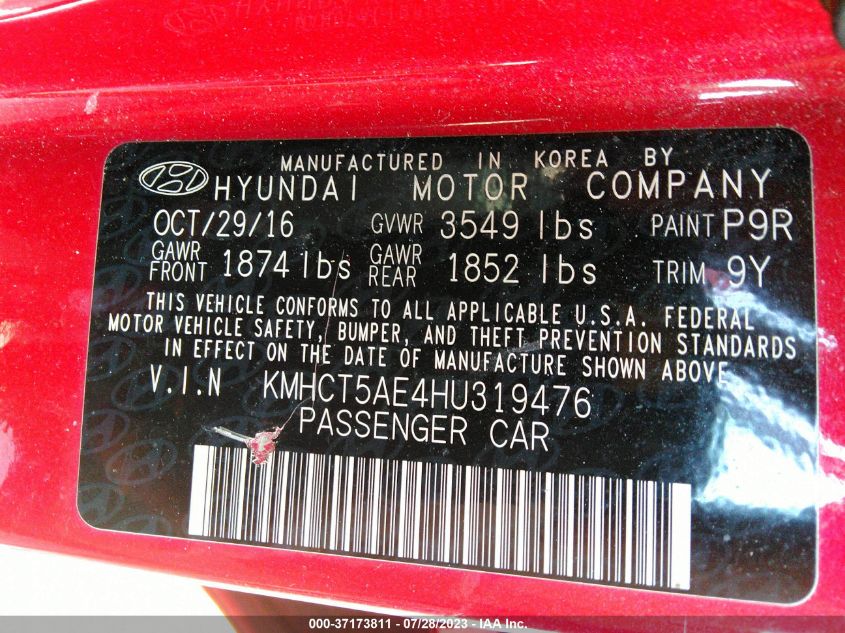 MANUFACTURED IN KOREA BY
HYUNDAI MOTOR COMPANY
OCT/29/16 GVWR 3549 lbs PAINT P9R
GAWR FRONT 1874 lbs GAWR REAR 1852 lbs TRIM 9Y
THIS VEHICLE CONFORMS TO ALL APPLICABLE U.S.A. FEDERAL
MOTOR VEHICLE SAFETY, BUMPER, AND THEFT PREVENTION STANDARDS
IN EFFECT ON THE DATE OF MANUFACTURE SHOWN ABOVE
V.I.N KMHCT5AE4HU319476
PASSENGER CAR
000-37173811 - 07/28/2023 - IAA Inc.